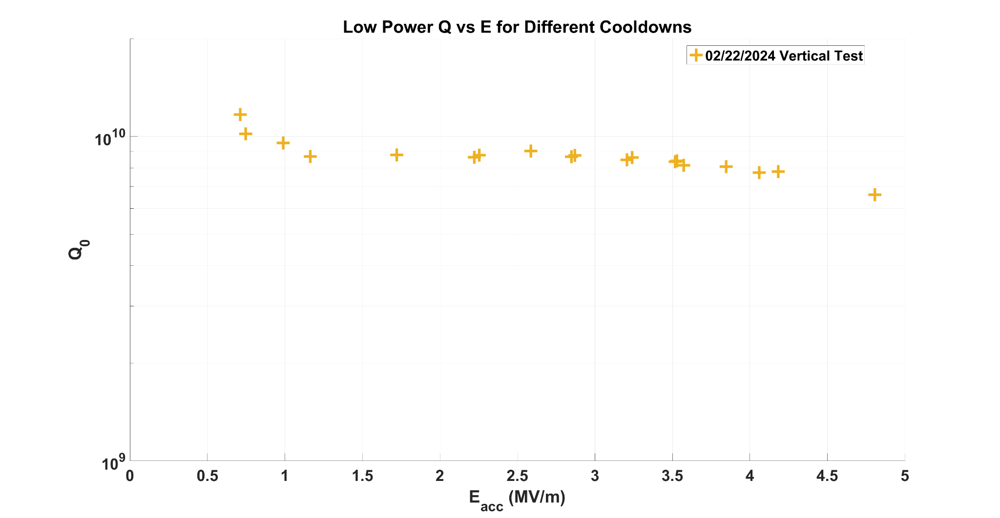 Low Power Q vs E for Different Cooldowns
02/22/2024 Vertical Test
10^10
Q_0
10^9
0 0.5 1 1.5 2 2.5 3 3.5 4 4.5 5
E_acc (MV/m)